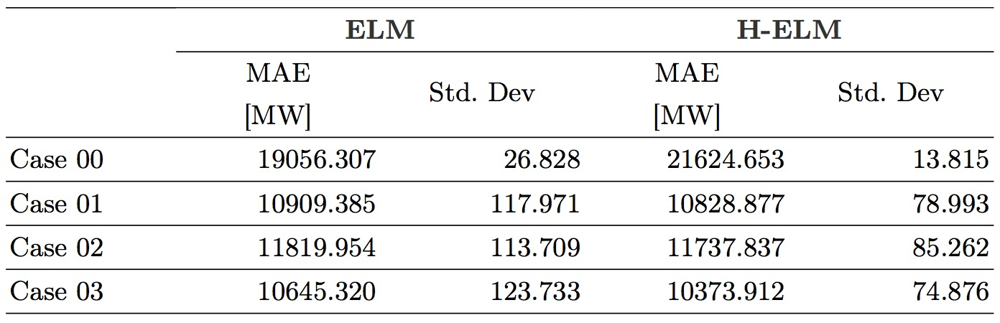 ELM H-ELM
MAE [MW] Std. Dev MAE [MW] Std. Dev
Case 00 19056.307 26.828 21624.653 13.815
Case 01 10909.385 117.971 10828.877 78.993
Case 02 11819.954 113.709 11737.837 85.262
Case 03 10645.320 123.733 10373.912 74.876